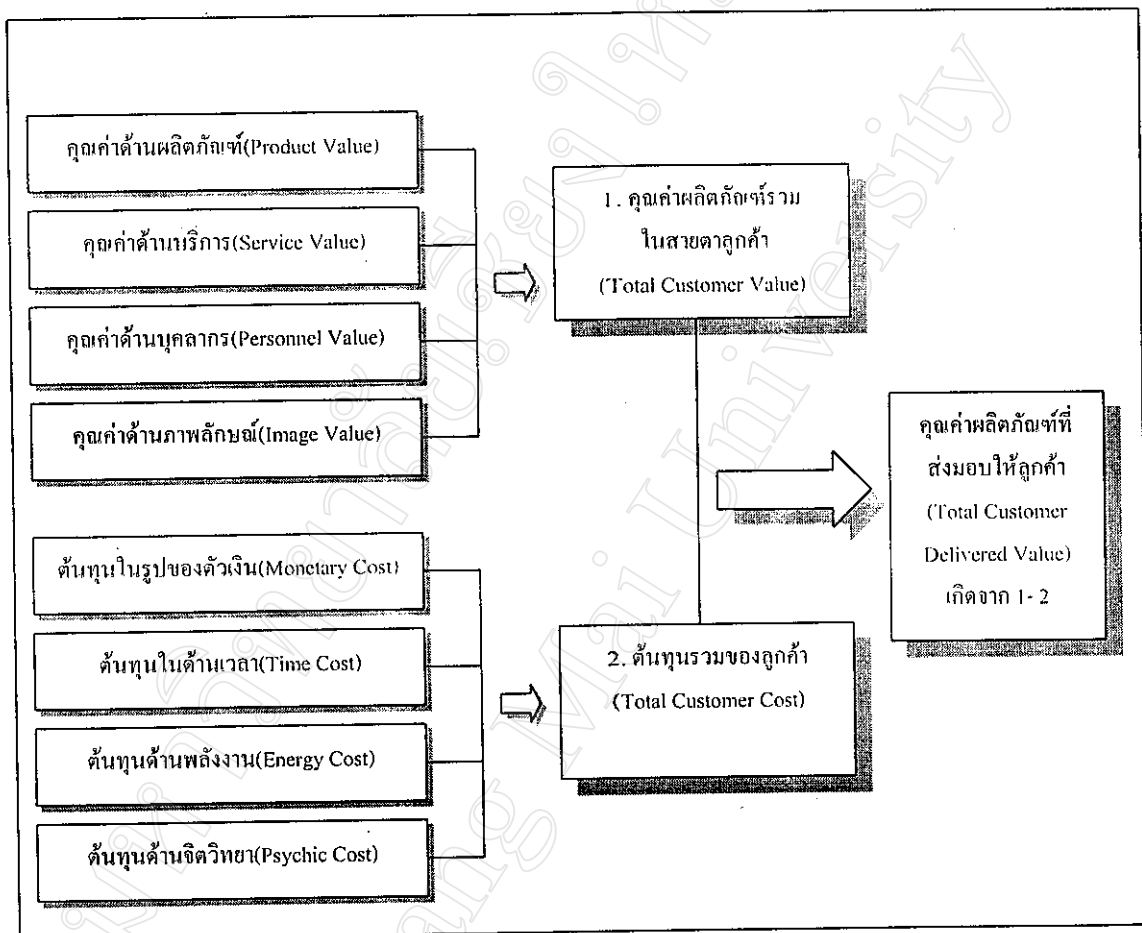 คุณค่าด้านผลิตภัณฑ์(Product Value)
คุณค่าด้านบริการ(Service Value)
คุณค่าด้านบุคลากร(Personnel Value)
คุณค่าด้านภาพลักษณ์(Image Value)
1. คุณค่าผลิตภัณฑ์รวม
ในสายตาลูกค้า
(Total Customer Value)
ต้นทุนในรูปของตัวเงิน(Monetary Cost)
ต้นทุนในด้านเวลา(Time Cost)
ต้นทุนด้านพลังงาน(Energy Cost)
ต้นทุนด้านจิตวิทยา(Psychic Cost)
2. ต้นทุนรวมของลูกค้า
(Total Customer Cost)
คุณค่าผลิตภัณฑ์ที่
ส่งมอบให้ลูกค้า
(Total Customer
Delivered Value)
เกิดจาก 1- 2
Mai University